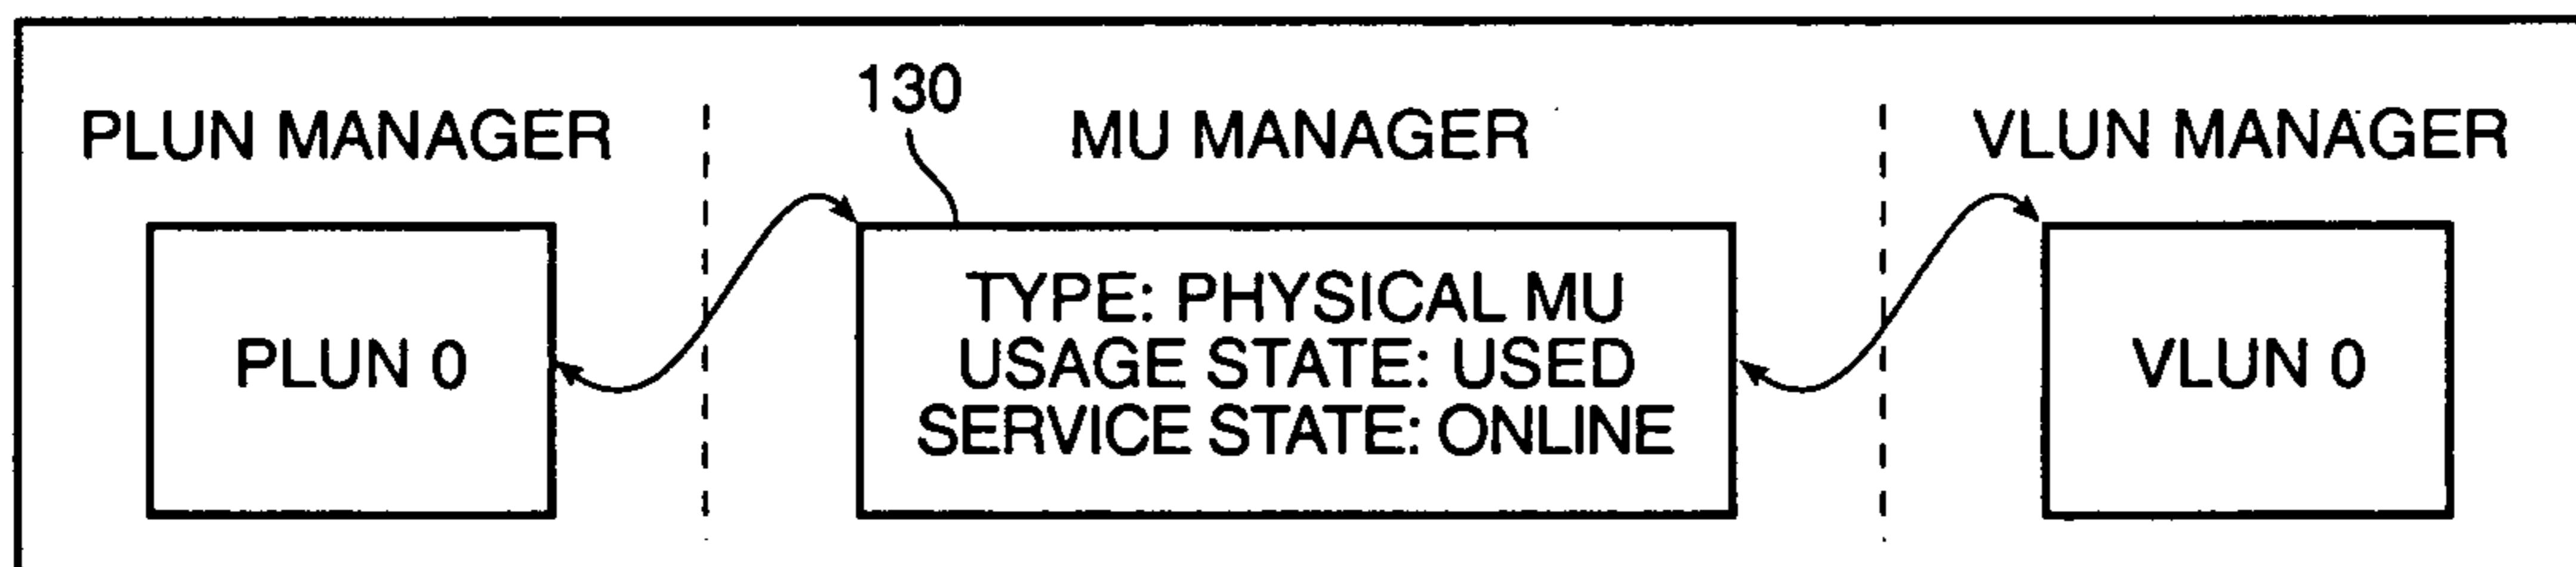 130
PLUN MANAGER
MU MANAGER
VLUN MANAGER
PLUN 0
TYPE: PHYSICAL MU
USAGE STATE: USED
SERVICE STATE: ONLINE
VLUN 0